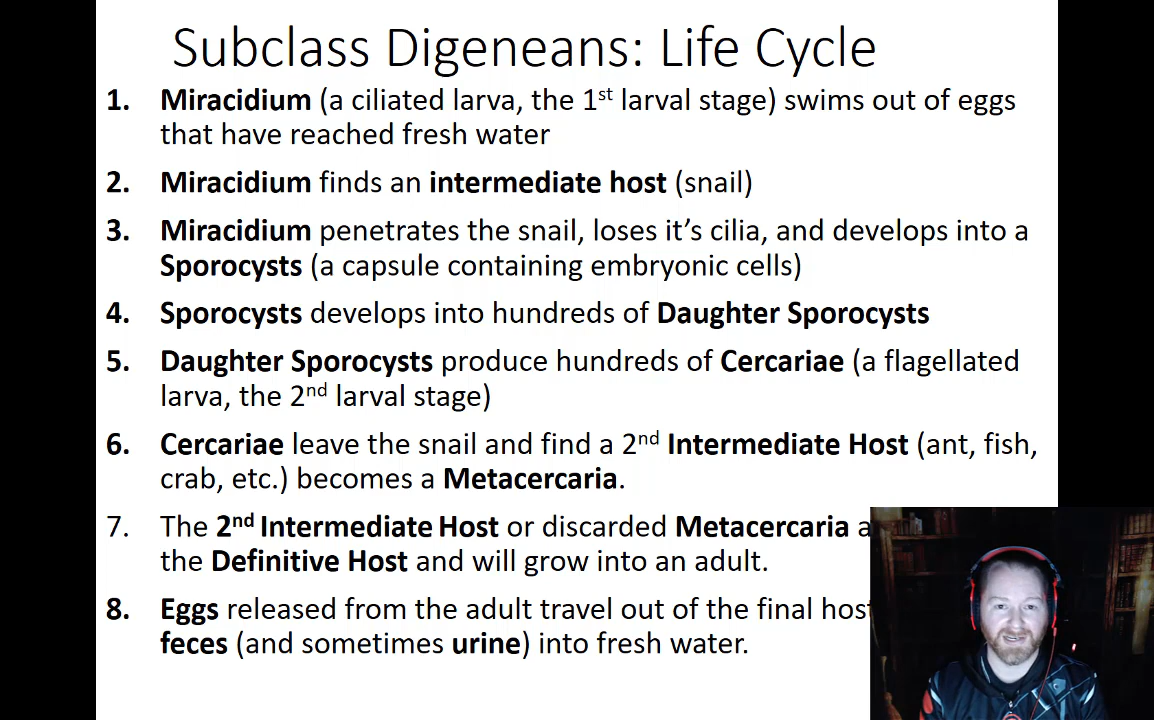 Subclass Digeneans: Life Cycle
1. Miracidium (a ciliated larva, the 1st larval stage) swims out of eggs
that have reached fresh water
2. Miracidium finds an intermediate host (snail)
3. Miracidium penetrates the snail, loses it’s cilia, and develops into a
Sporocysts (a capsule containing embryonic cells)
4. Sporocysts develops into hundreds of Daughter Sporocysts
5. Daughter Sporocysts produce hundreds of Cercariae (a flagellated
larva, the 2nd larval stage)
6. Cercariae leave the snail and find a 2nd Intermediate Host (ant, fish,
crab, etc.) becomes a Metacercaria.
7. The 2nd Intermediate Host or discarded Metacercaria
the Definitive Host and will grow into an adult.
8. Eggs released from the adult travel out of the final host
feces (and sometimes urine) into fresh water.